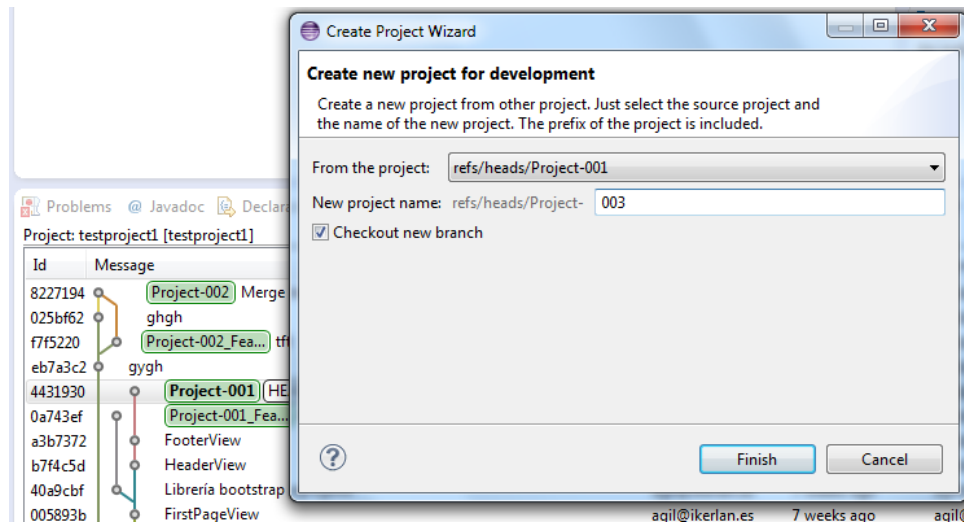 Create Project Wizard
Create new project for development
Create a new project from other project. Just select the source project and
the name of the new project. The prefix of the project is included.
From the project: refs/heads/Project-001
New project name: refs/heads/Project- 003
Checkout new branch
? Finish Cancel
Problems @ Javadoc Declara
Project: testproject1 [testproject1]
Id Message
8227194 Project-002 Merge
025bf62 ghgh
f7f5220 Project-002_Fea... tft
eb7a3c2 gygh
4431930 Project-001 HE
0a743ef Project-001_Fea...
a3b7372 FooterView
b7f4c5d HeaderView
40a9cbf Librería bootstrap
005893b FirstPageView agil@ikerlan.es 7 weeks ago agil@